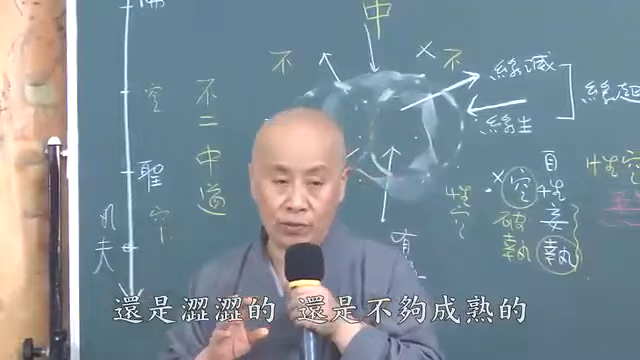 中
不
不
緣滅
緣起
緣生
空
不二中道
聖
空
凡夫
性空
有
自性
空
破執
妄執
性空
還是澀澀的 還是不夠成熟的